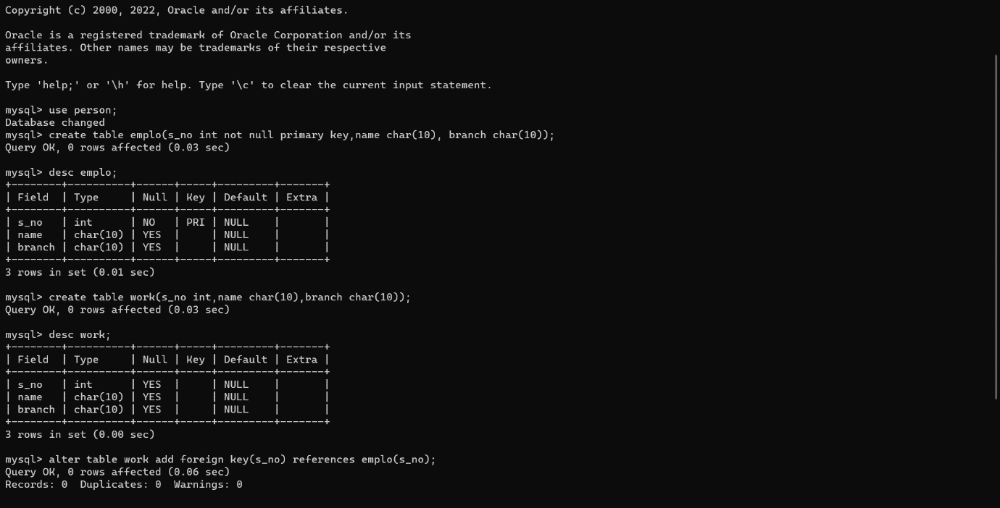 Copyright (c) 2000, 2022, Oracle and/or its affiliates.
Oracle is a registered trademark of Oracle Corporation and/or its
affiliates. Other names may be trademarks of their respective
owners.
Type 'help;' or '\h' for help. Type '\c' to clear the current input statement.
mysql> use person;
Database changed
mysql> create table emplo(s_no int not null primary key,name char(10), branch char(10));
Query OK, 0 rows affected (0.03 sec)
mysql> desc emplo;
+--------+----------+------+-----+---------+-------+
| Field  | Type     | Null | Key | Default | Extra |
+--------+----------+------+-----+---------+-------+
| s_no   | int      | NO   | PRI | NULL    |       |
| name   | char(10) | YES  |     | NULL    |       |
| branch | char(10) | YES  |     | NULL    |       |
+--------+----------+------+-----+---------+-------+
3 rows in set (0.01 sec)
mysql> create table work(s_no int,name char(10),branch char(10));
Query OK, 0 rows affected (0.03 sec)
mysql> desc work;
+--------+----------+------+-----+---------+-------+
| Field  | Type     | Null | Key | Default | Extra |
+--------+----------+------+-----+---------+-------+
| s_no   | int      | YES  |     | NULL    |       |
| name   | char(10) | YES  |     | NULL    |       |
| branch | char(10) | YES  |     | NULL    |       |
+--------+----------+------+-----+---------+-------+
3 rows in set (0.00 sec)
mysql> alter table work add foreign key(s_no) references emplo(s_no);
Query OK, 0 rows affected (0.06 sec)
Records: 0  Duplicates: 0  Warnings: 0